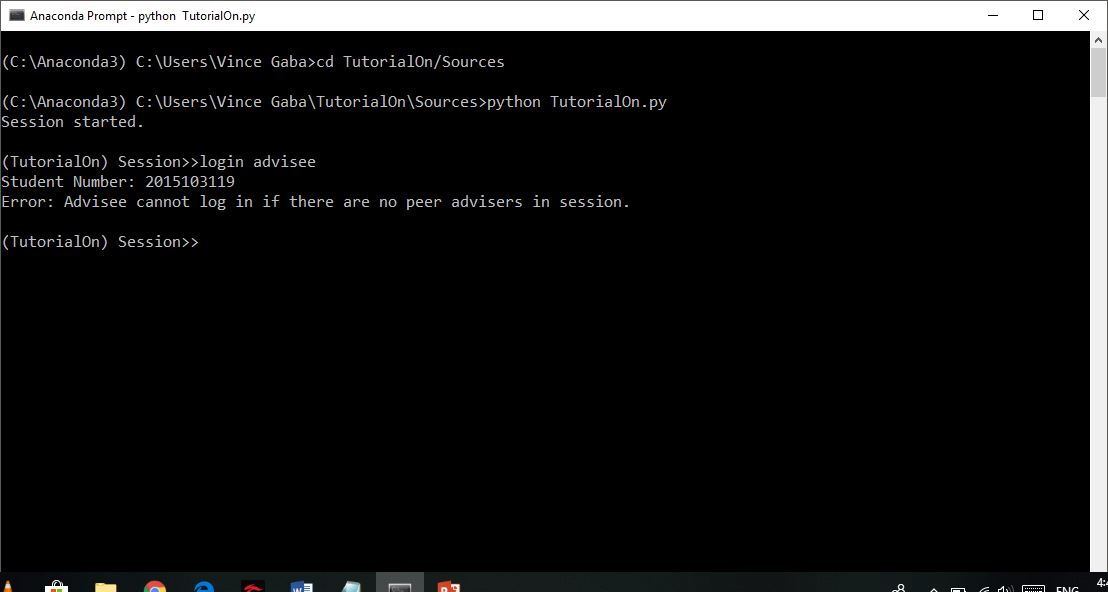 Anaconda Prompt - python  TutorialOn.py
(C:\Anaconda3) C:\Users\Vince Gaba>cd TutorialOn/Sources
(C:\Anaconda3) C:\Users\Vince Gaba\TutorialOn\Sources>python TutorialOn.py
Session started.
(TutorialOn) Session>>login advisee
Student Number: 2015103119
Error: Advisee cannot log in if there are no peer advisers in session.
(TutorialOn) Session>>
ENG